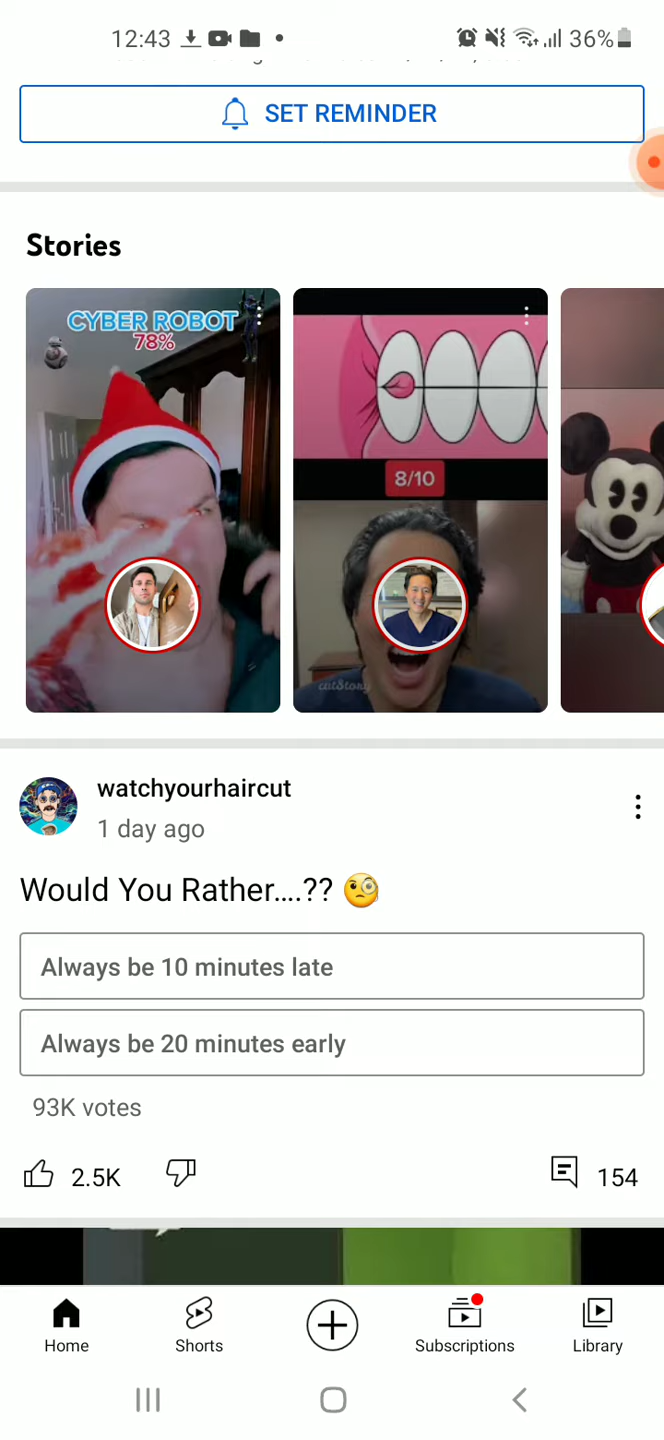 12:43
36%
SET REMINDER
Stories
CYBER ROBOT
78%
8/10
cutStory
watchyourhaircut
1 day ago
Would You Rather....?? 🧐
Always be 10 minutes late
Always be 20 minutes early
93K votes
2.5K
154
Home
Shorts
Subscriptions
Library